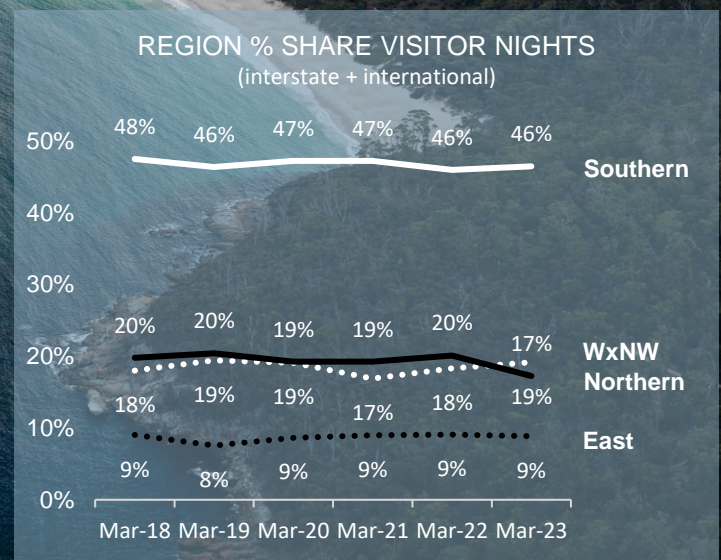 REGION % SHARE VISITOR NIGHTS
(interstate + international)
48% 46% 47% 47% 46% 46%
50%
Southern
40%
30%
20% 20% 19% 19% 20% 17%
20%
WxNW
Northern
18% 19% 19% 17% 18% 19%
10%
East
9% 8% 9% 9% 9% 9%
0%
Mar-18 Mar-19 Mar-20 Mar-21 Mar-22 Mar-23